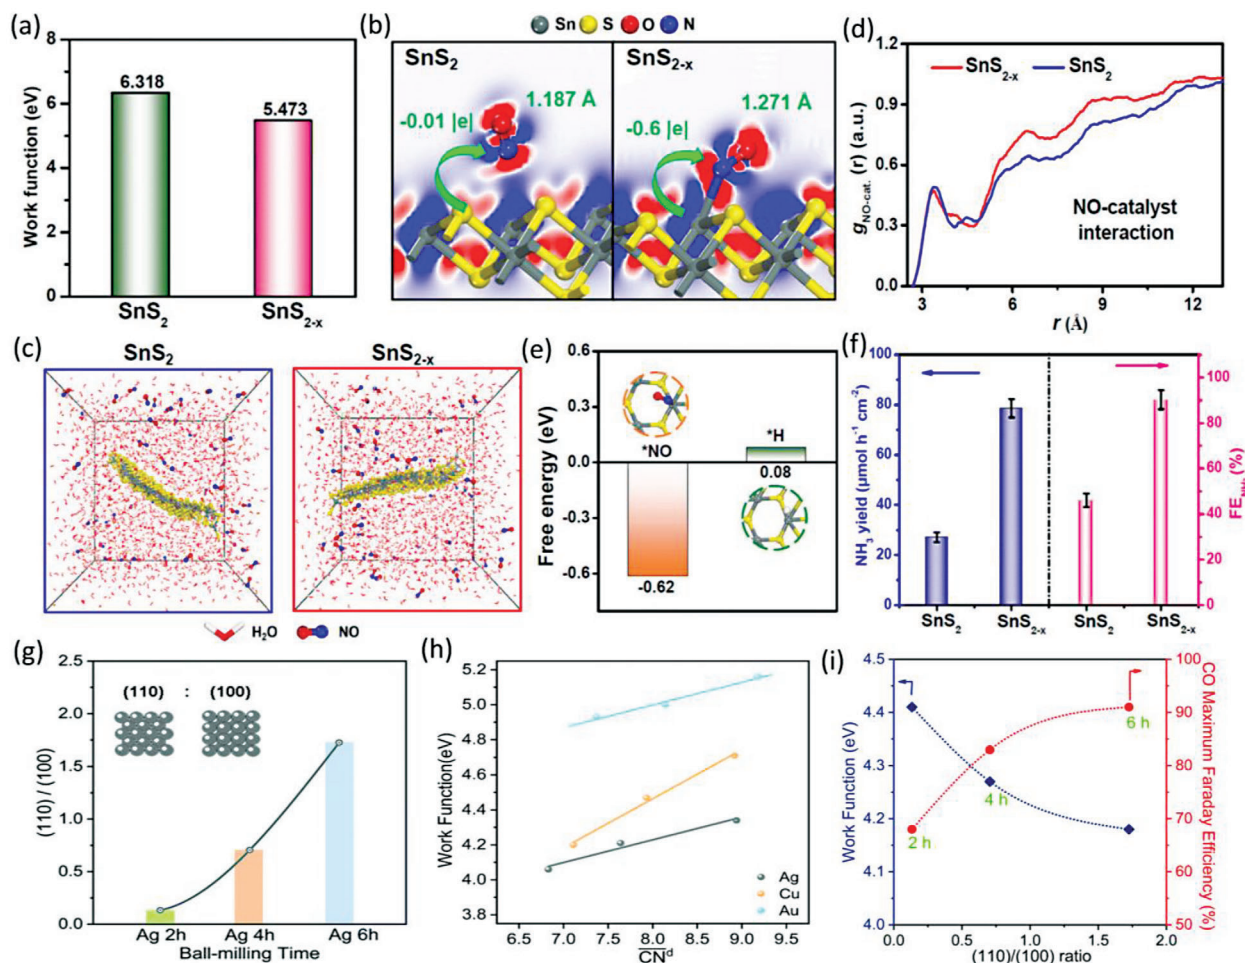 (a)
Work function (eV)
8
6
4
2
0
6.318
5.473
SnS2
SnS2-x
(b)
Sn S O N
SnS2
-0.01 |e|
1.187 Å
SnS2-x
-0.6 |e|
1.271 Å
(d)
gNO-cat. (r) (a.u.)
1.2
0.9
0.6
0.3
0.0
SnS2-x SnS2
NO-catalyst
interaction
3 6 9 12
r (Å)
(c)
SnS2
SnS2-x
H2O NO
(e)
Free energy (eV)
0.6
0.3
0.0
-0.3
-0.6
*NO
-0.62
*H
0.08
(f)
NH3 yield (μmol h-1 cm-2)
100
80
60
40
20
0
100
80
60
40
20
0
FENH3 (%)
SnS2 SnS2-x SnS2 SnS2-x
(g)
(110) / (100)
2.5
2.0
1.5
1.0
0.5
0.0
(110) : (100)
Ag 2h Ag 4h Ag 6h
Ball-milling Time
(h)
Work Function(eV)
5.2
5.0
4.8
4.6
4.4
4.2
4.0
3.8
Ag
Cu
Au
6.5 7.0 7.5 8.0 8.5 9.0 9.5
CNd
(i)
Work Function (eV)
4.5
4.4
4.3
4.2
4.1
4.0
2 h
4 h
6 h
100
90
80
70
60
50
CO Maximum Faraday Efficiency (%)
0.0 0.5 1.0 1.5 2.0
(110)/(100) ratio